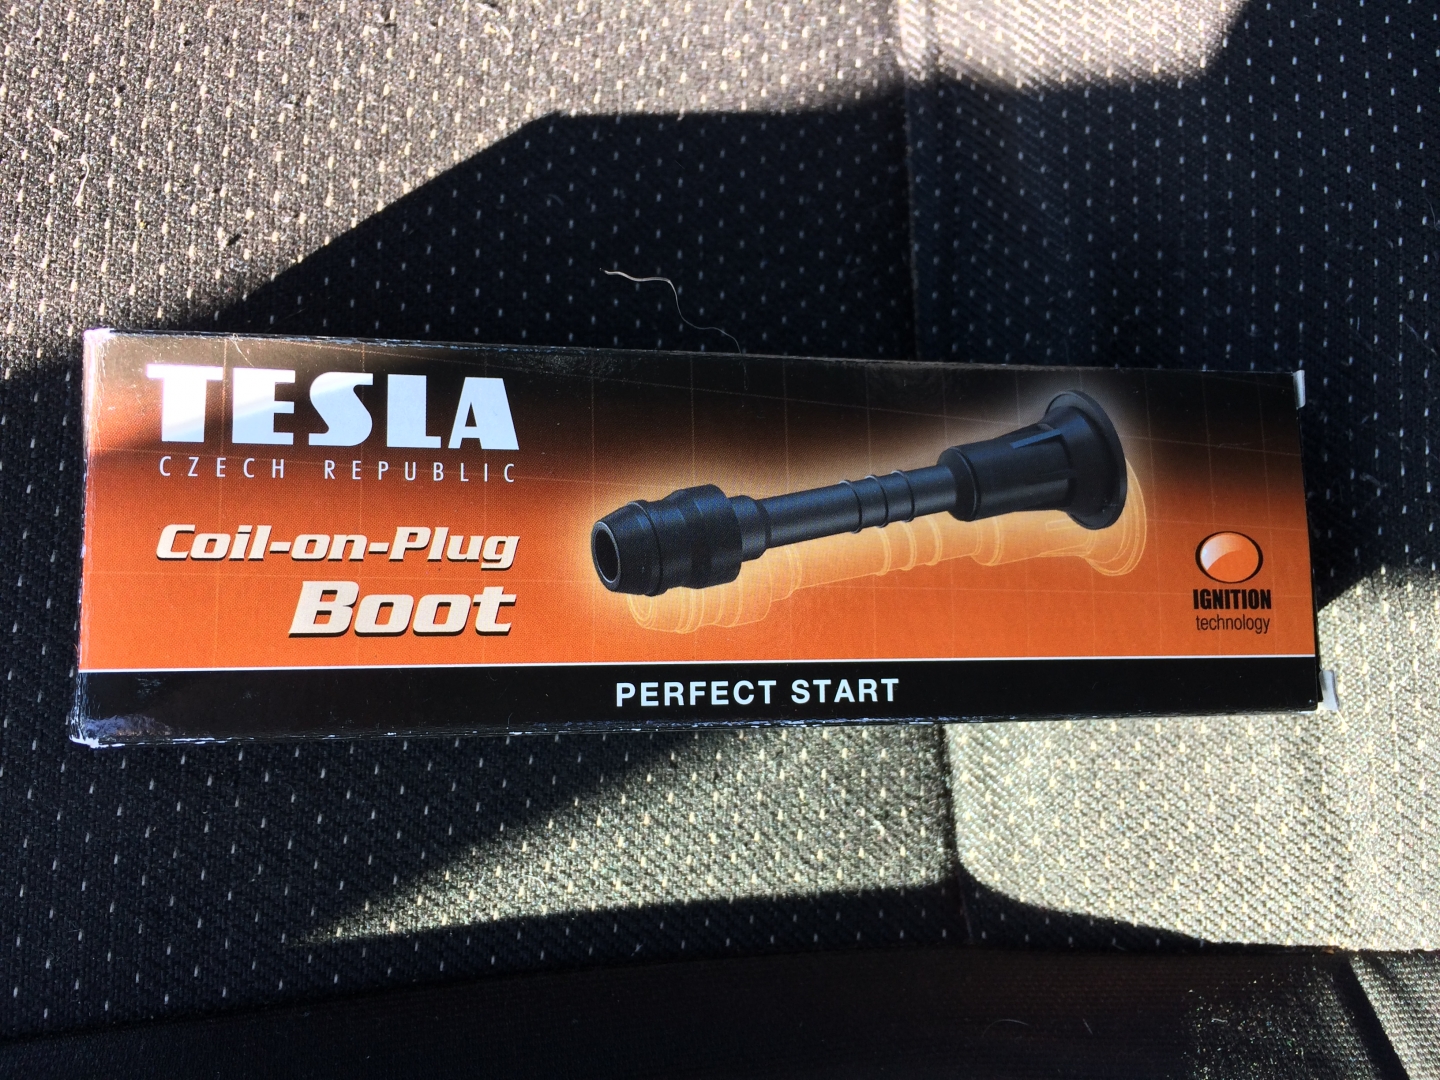 TESLA
CZECH REPUBLIC
Coil-on-Plug
Boot
IGNITION
technology
PERFECT START